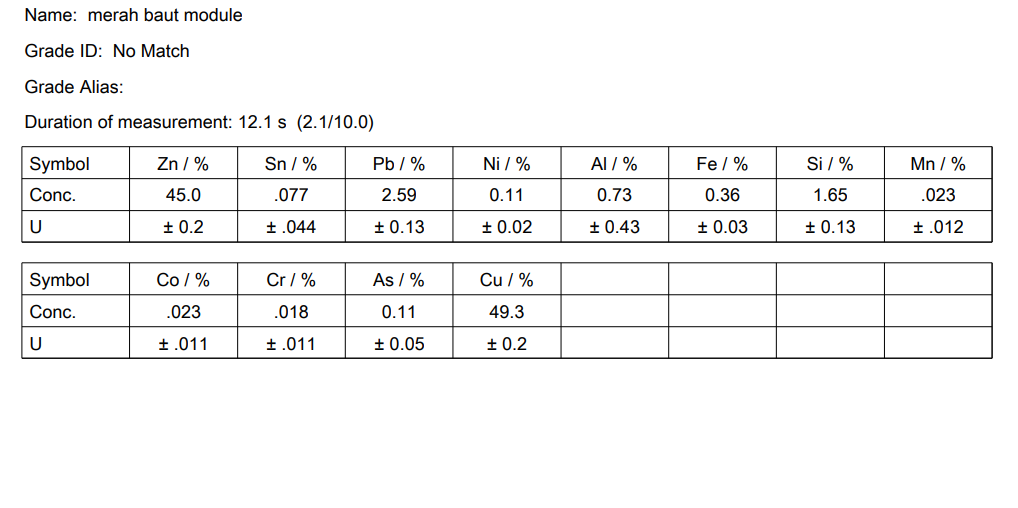 Name: merah baut module
Grade ID: No Match
Grade Alias:
Duration of measurement: 12.1 s (2.1/10.0)
Symbol Zn / % Sn / % Pb / % Ni / % Al / % Fe / % Si / % Mn / %
Conc. 45.0 .077 2.59 0.11 0.73 0.36 1.65 .023
U ± 0.2 ± .044 ± 0.13 ± 0.02 ± 0.43 ± 0.03 ± 0.13 ± .012
Symbol Co / % Cr / % As / % Cu / %
Conc. .023 .018 0.11 49.3
U ± .011 ± .011 ± 0.05 ± 0.2